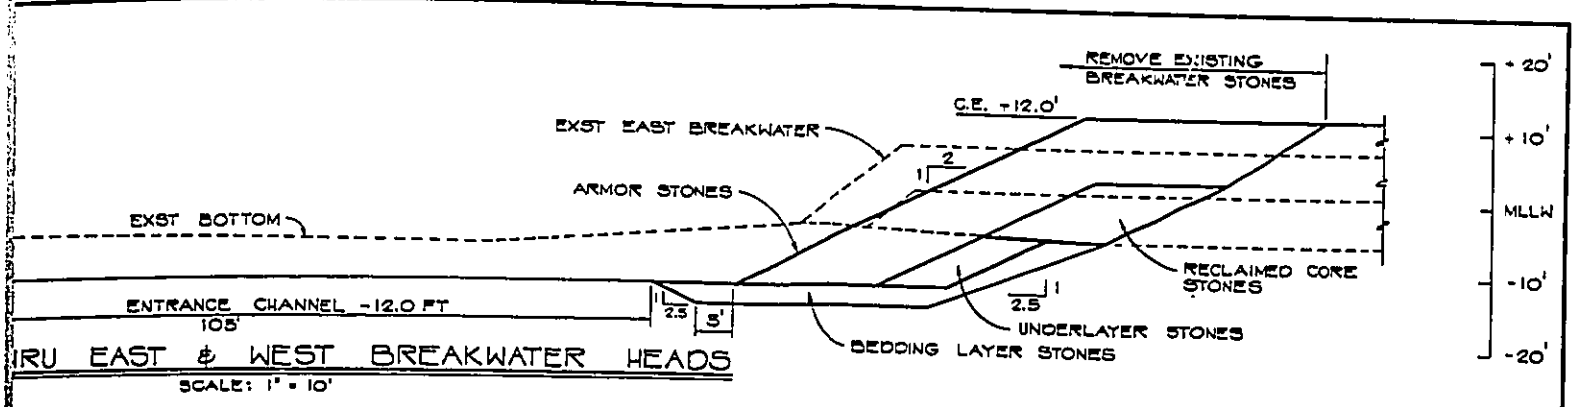 REMOVE EXISTING
BREAKWATER STONES
+20'
C.E. +12.0'
EXST EAST BREAKWATER
+10'
2
1
ARMOR STONES
EXST BOTTOM
MLLW
RECLAIMED CORE
STONES
-10'
ENTRANCE CHANNEL -12.0 FT
105'
1
2.5
5'
2.5
1
UNDERLAYER STONES
BEDDING LAYER STONES
-20'
IRU EAST & WEST BREAKWATER HEADS
SCALE: 1" = 10'